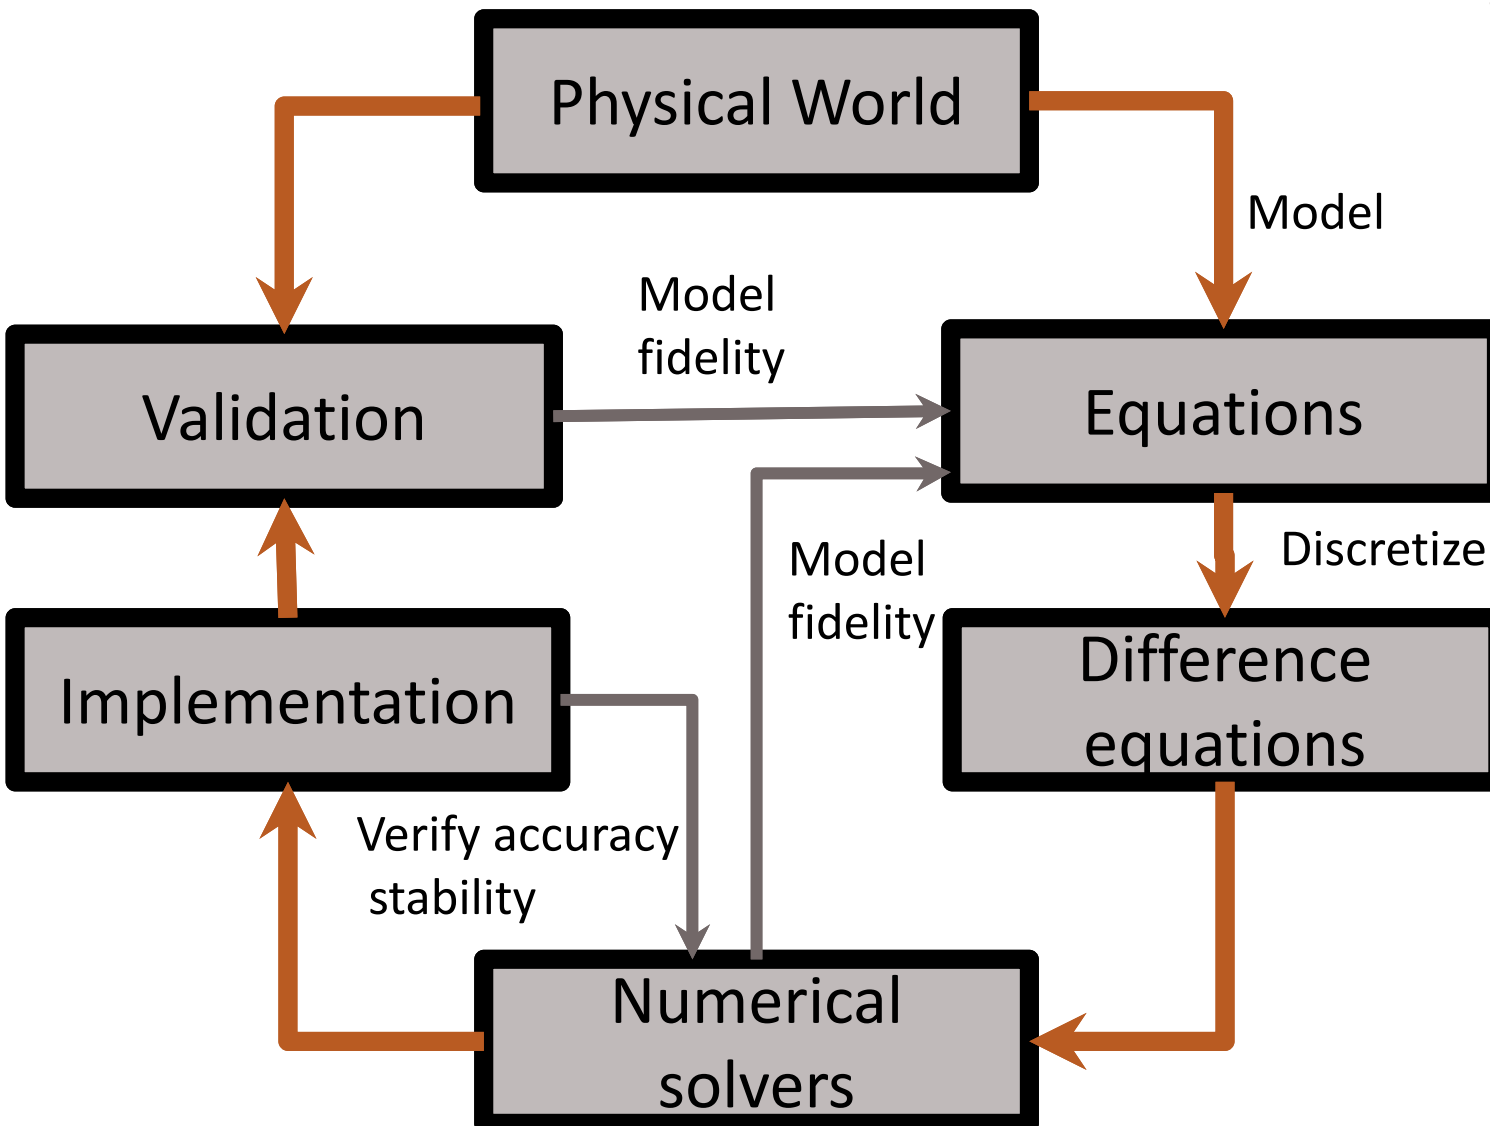 Physical World
Model
Model
fidelity
Validation
Equations
Discretize
Model
fidelity
Implementation
Difference
equations
Verify accuracy
stability
Numerical
solvers